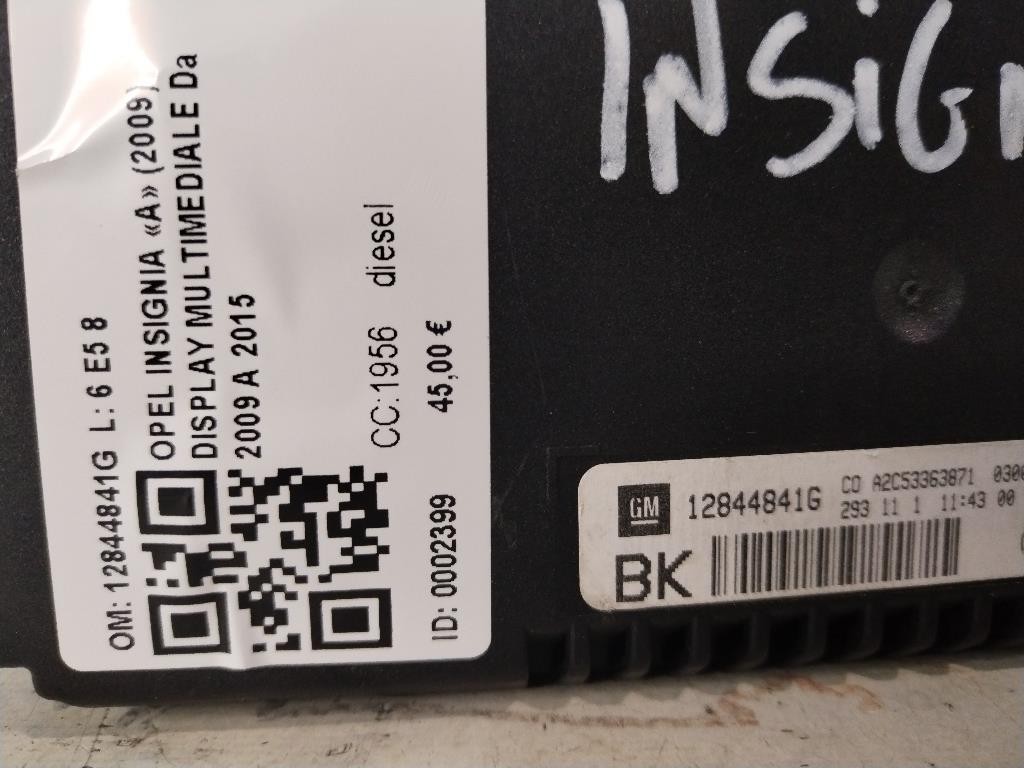 OM: 12844841G L: 6 E5 8
OPEL INSIGNIA «A» (2009)
DISPLAY MULTIMEDIALE Da
2009 A 2015
CC:1956 diesel
ID: 0002399 45,00 €
INSiGN
GM 12844841G CO A2C53363871 030
293 11 1 11:43 00
BK